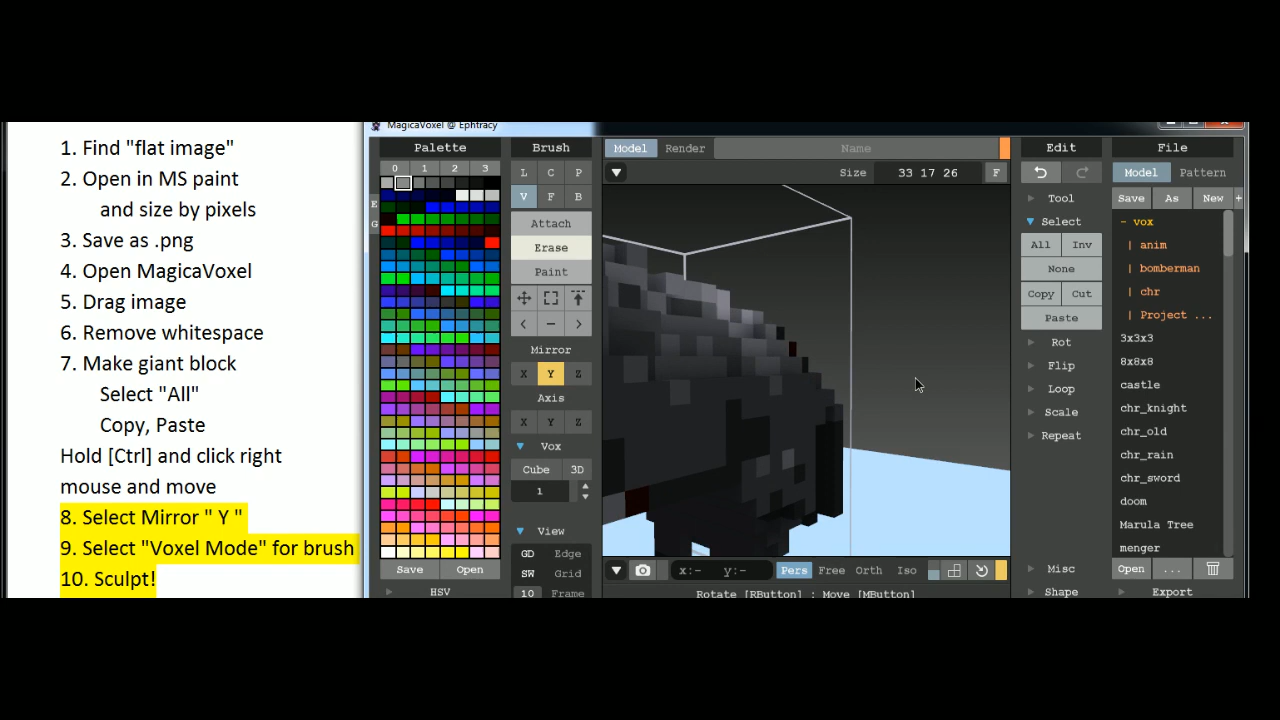 1. Find "flat image"
2. Open in MS paint
and size by pixels
3. Save as .png
4. Open MagicaVoxel
5. Drag image
6. Remove whitespace
7. Make giant block
Select "All"
Copy, Paste
Hold [Ctrl] and click right
mouse and move
8. Select Mirror " Y "
9. Select "Voxel Mode" for brush
10. Sculpt!
MagicaVoxel @ Ephtracy
Palette
0 1 2 3
E
G
Save Open
HSV
Brush
L C P
V F B
Attach
Erase
Paint
< - >
Mirror
X Y Z
Axis
X Y Z
Vox
Cube 3D
1
View
GD Edge
SW Grid
10 Frame
Model Render Name
Size 33 17 26 F
x:- y:- Pers Free Orth Iso
Rotate [RButton] : Move [MButton]
Edit
Tool
Select
All Inv
None
Copy Cut
Paste
Rot
Flip
Loop
Scale
Repeat
Misc
Shape
File
Model Pattern
Save As New +
- vox
| anim
| bomberman
| chr
| Project ...
3x3x3
8x8x8
castle
chr_knight
chr_old
chr_rain
chr_sword
doom
Marula Tree
menger
Open ...
Export